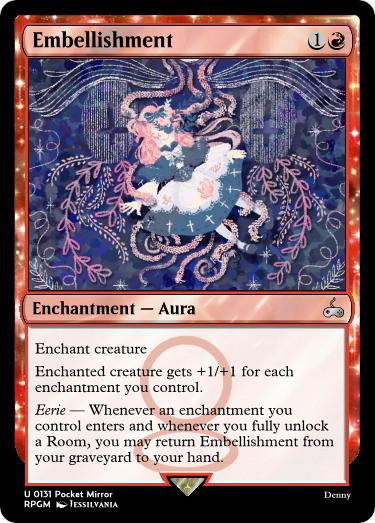 Embellishment 1
Enchantment — Aura
Enchant creature
Enchanted creature gets +1/+1 for each
enchantment you control.
Eerie — Whenever an enchantment you
control enters and whenever you fully unlock
a Room, you may return Embellishment from
your graveyard to your hand.
U 0131 Pocket Mirror
RPGM Jessilvania
Denny